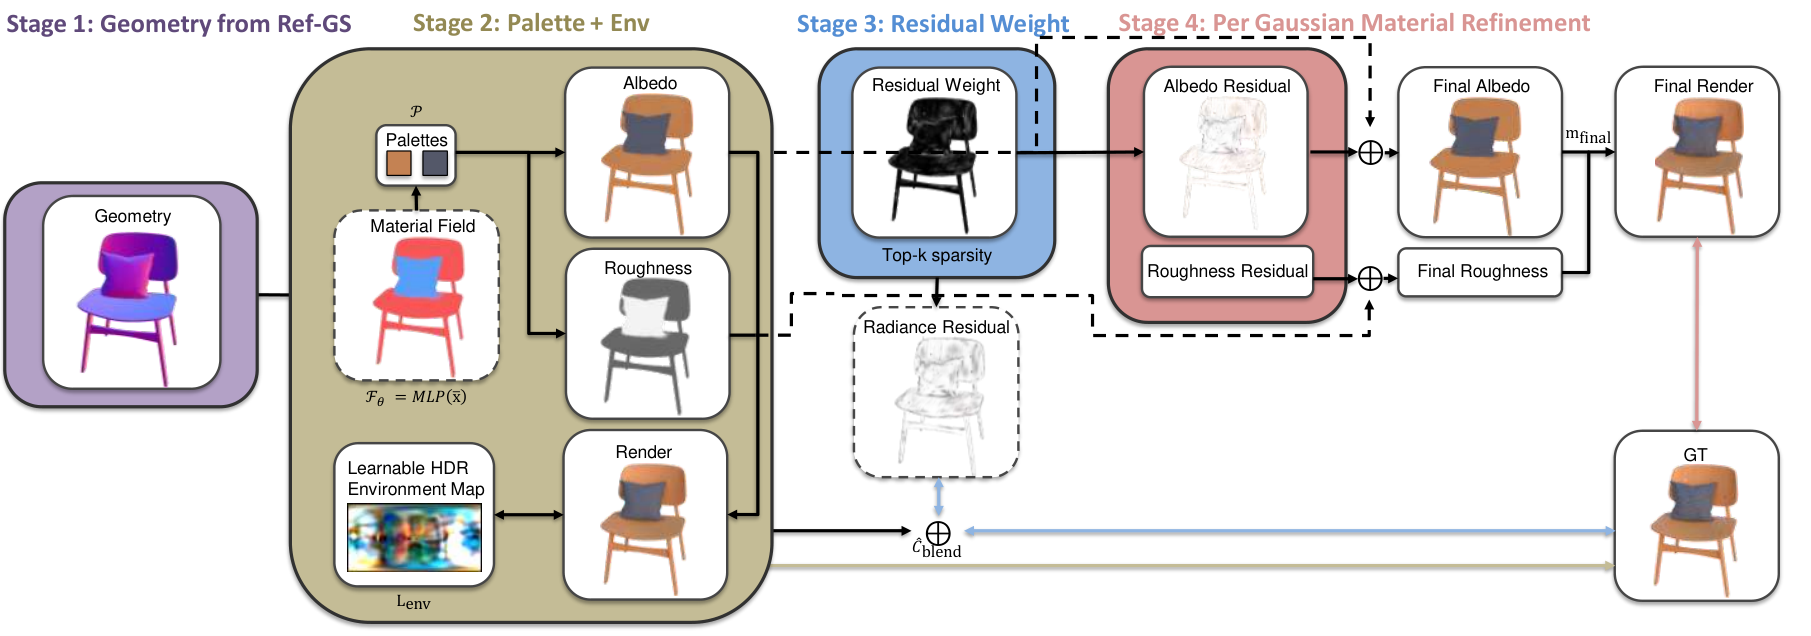 Stage 1: Geometry from Ref-GS
Stage 2: Palette + Env
Stage 3: Residual Weight
Stage 4: Per Gaussian Material Refinement
Geometry
𝒫
Palettes
Material Field
ℱ_θ = MLP(x̄)
Learnable HDR
Environment Map
L_env
Albedo
Roughness
Render
Residual Weight
Top-k sparsity
Radiance Residual
Ĉ_blend
Albedo Residual
Roughness Residual
Final Albedo
Final Roughness
m_final
Final Render
GT